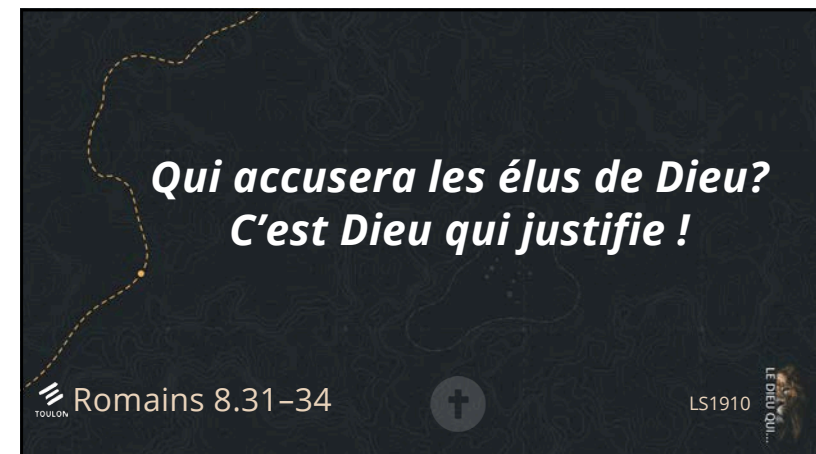 Qui accusera les élus de Dieu?
C’est Dieu qui justifie !
TOULON
Romains 8.31–34
LS1910
LE DIEU QUI...